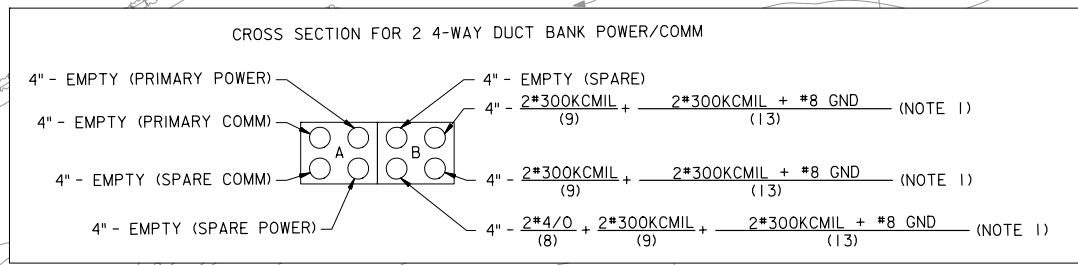 CROSS SECTION FOR 2 4-WAY DUCT BANK POWER/COMM
4" - EMPTY (PRIMARY POWER)
4" - EMPTY (PRIMARY COMM)
4" - EMPTY (SPARE COMM)
4" - EMPTY (SPARE POWER)
A
B
4" - EMPTY (SPARE)
4" - 2#300KCMIL + 2#300KCMIL + #8 GND (NOTE 1)
(9) (13)
4" - 2#300KCMIL + 2#300KCMIL + #8 GND (NOTE 1)
(9) (13)
4" - 2#4/0 + 2#300KCMIL + 2#300KCMIL + #8 GND (NOTE 1)
(8) (9) (13)